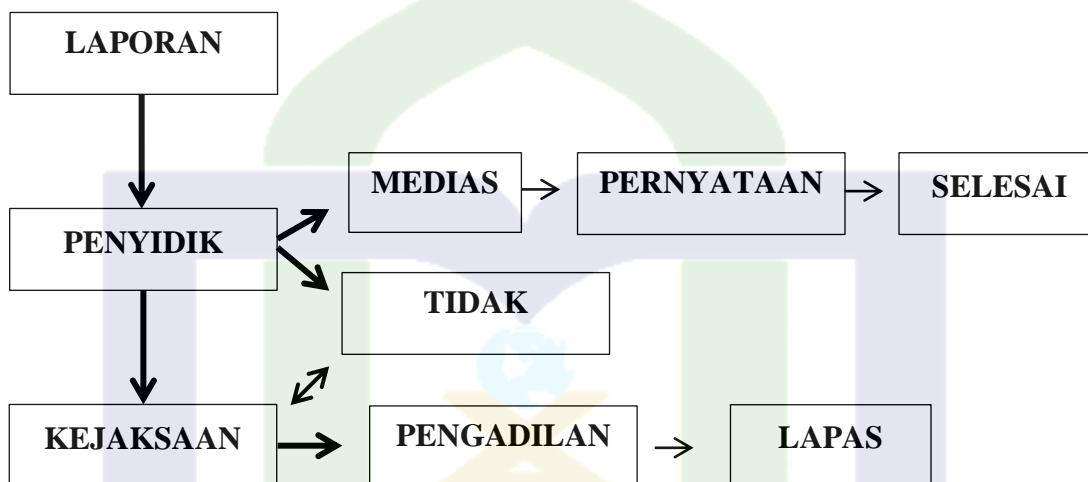 LAPORAN
MEDIAS
PERNYATAAN
SELESAI
PENYIDIK
TIDAK
KEJAKSAAN
PENGADILAN
LAPAS